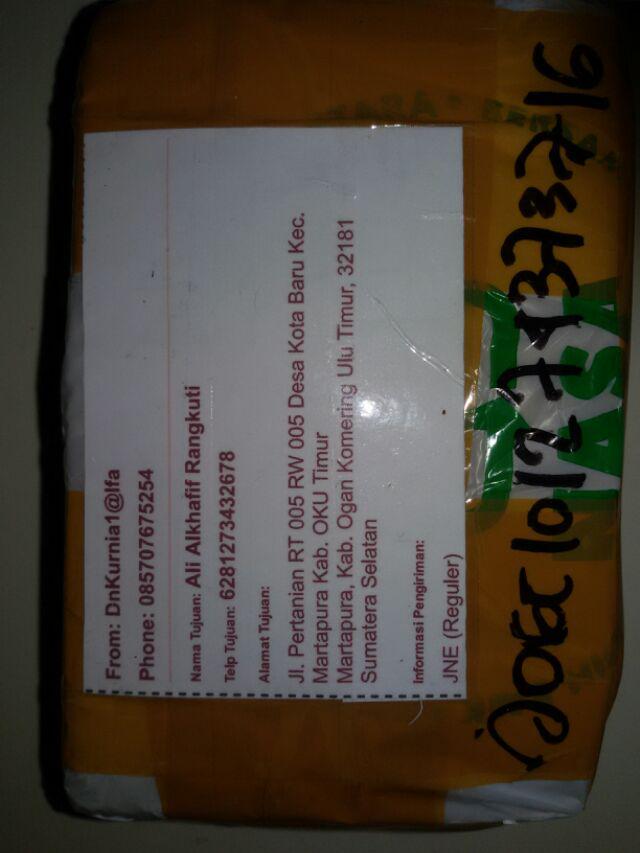 From: DnKurnia1@lfa
Phone: 085707675254
Nama Tujuan: Ali Alkhafif Rangkuti
Telp Tujuan: 6281273432678
Alamat Tujuan:
Jl. Pertanian RT 005 RW 005 Desa Kota Baru Kec.
Martapura Kab. OKU Timur
Martapura, Kab. Ogan Komering Ulu Timur, 32181
Sumatera Selatan
Informasi Pengiriman:
JNE (Reguler)